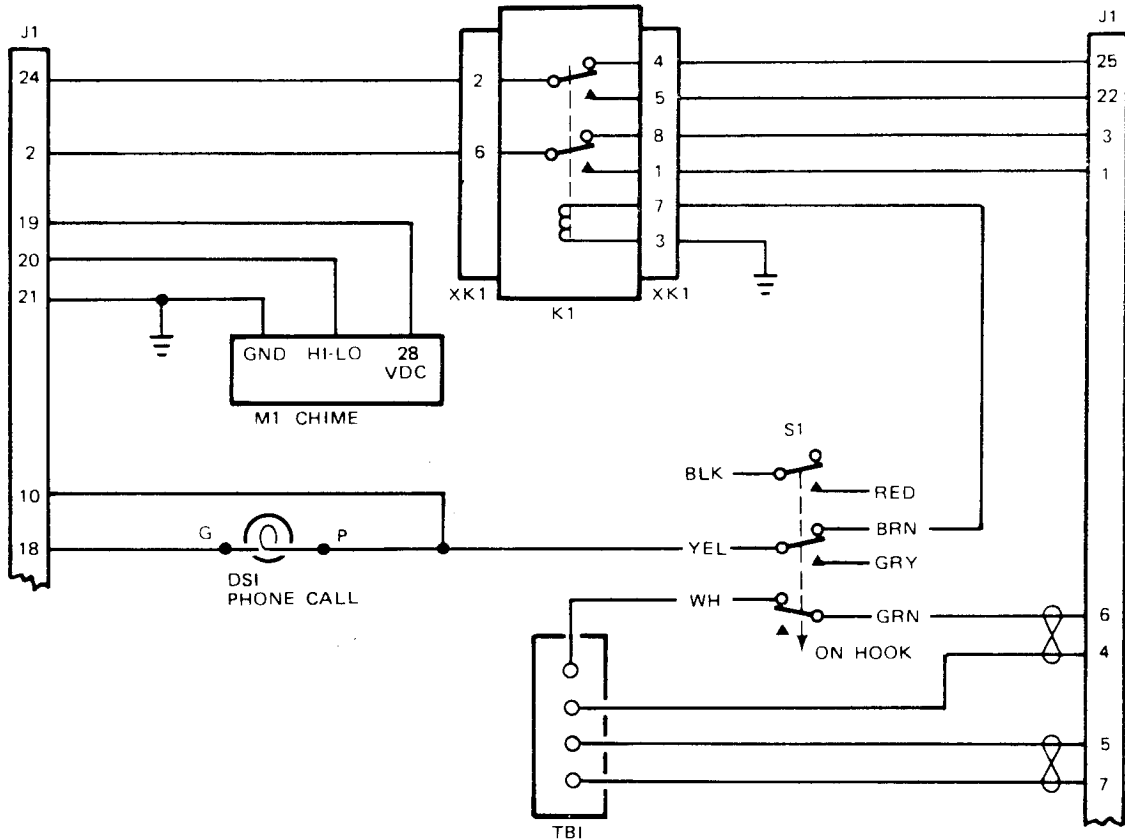 J1
J1
24
2
4
25
5
22
2
6
8
3
1
1
19
7
20
3
21
XK1
K1
XK1
GND HI-LO 28
VDC
M1 CHIME
S1
BLK
RED
10
BRN
G
P
YEL
18
GRY
DSI
PHONE CALL
WH
GRN
6
ON HOOK
4
5
7
TBI